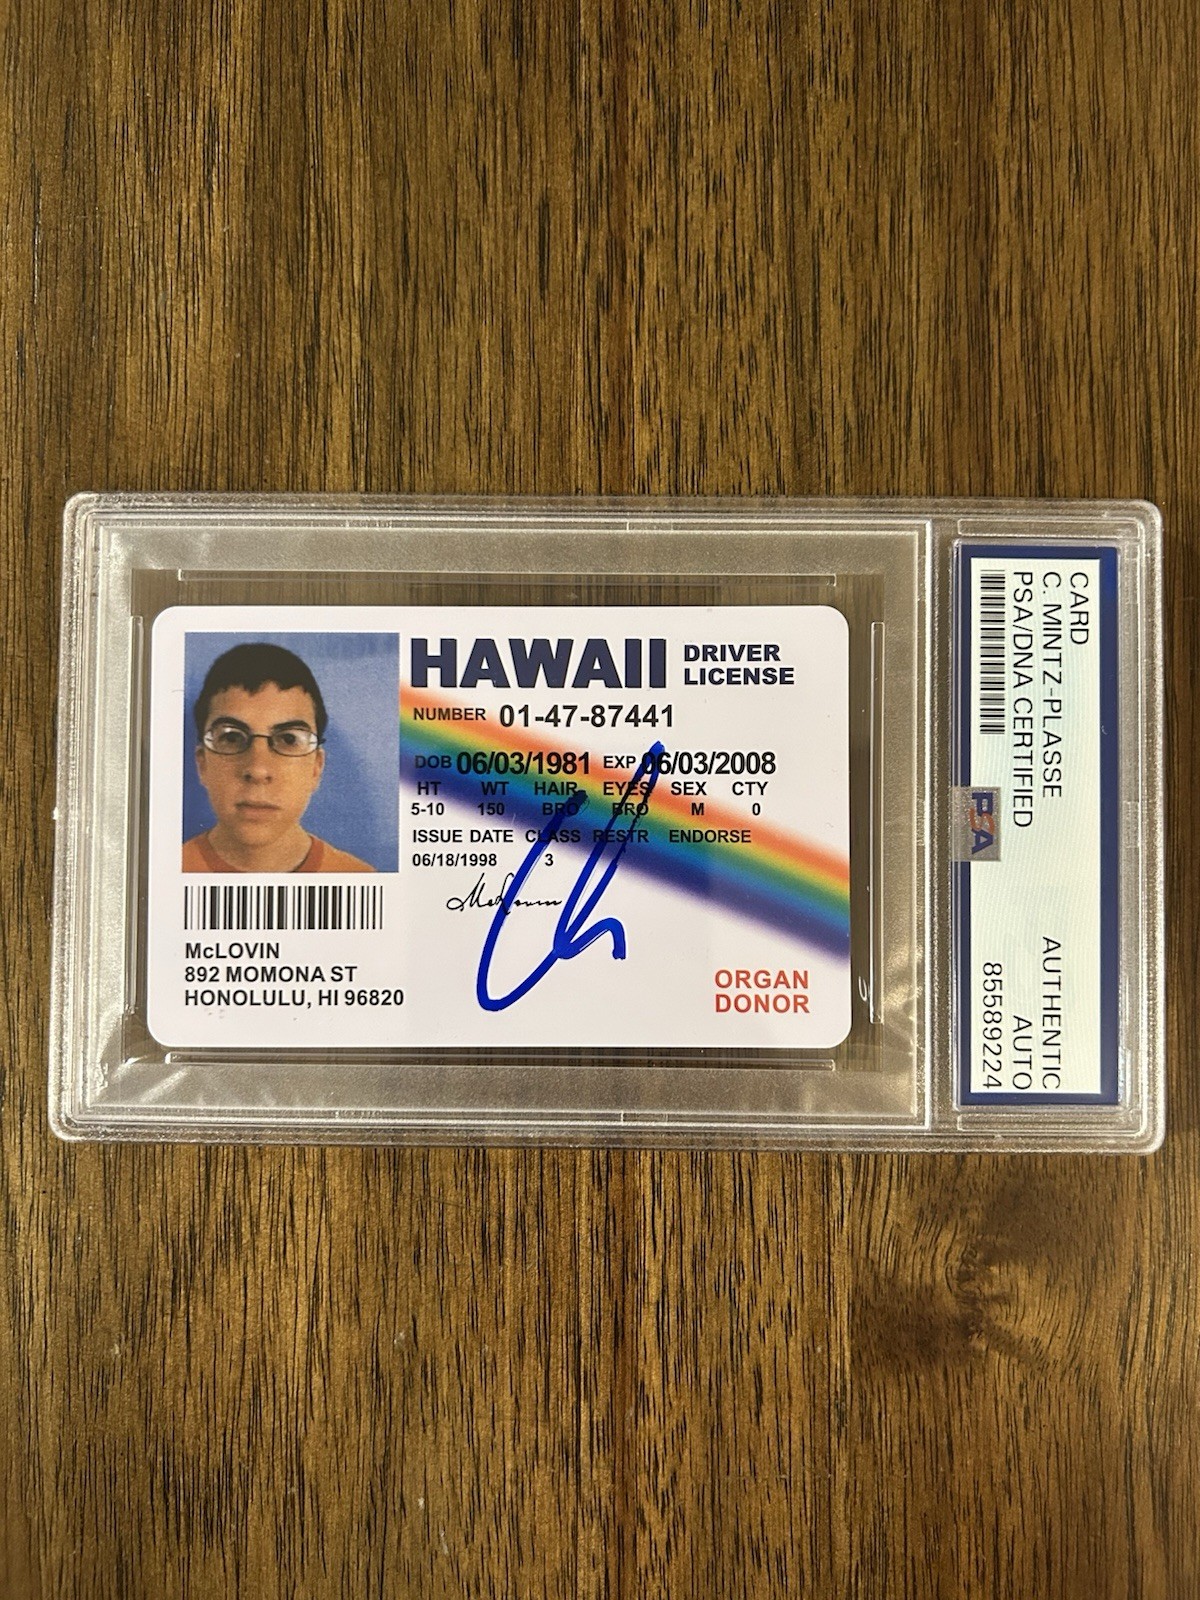 HAWAII DRIVER LICENSE
NUMBER 01-47-87441
DOB 06/03/1981 EXP 06/03/2008
HT WT HAIR EYES SEX CTY
5-10 150 BRO BRO M 0
ISSUE DATE CLASS RESTR ENDORSE
06/18/1998 3
McLovin
McLOVIN
892 MOMONA ST
HONOLULU, HI 96820
ORGAN
DONOR
CARD
C. MINTZ-PLASSE AUTHENTIC
PSA/DNA CERTIFIED AUTO
85589224
PSA